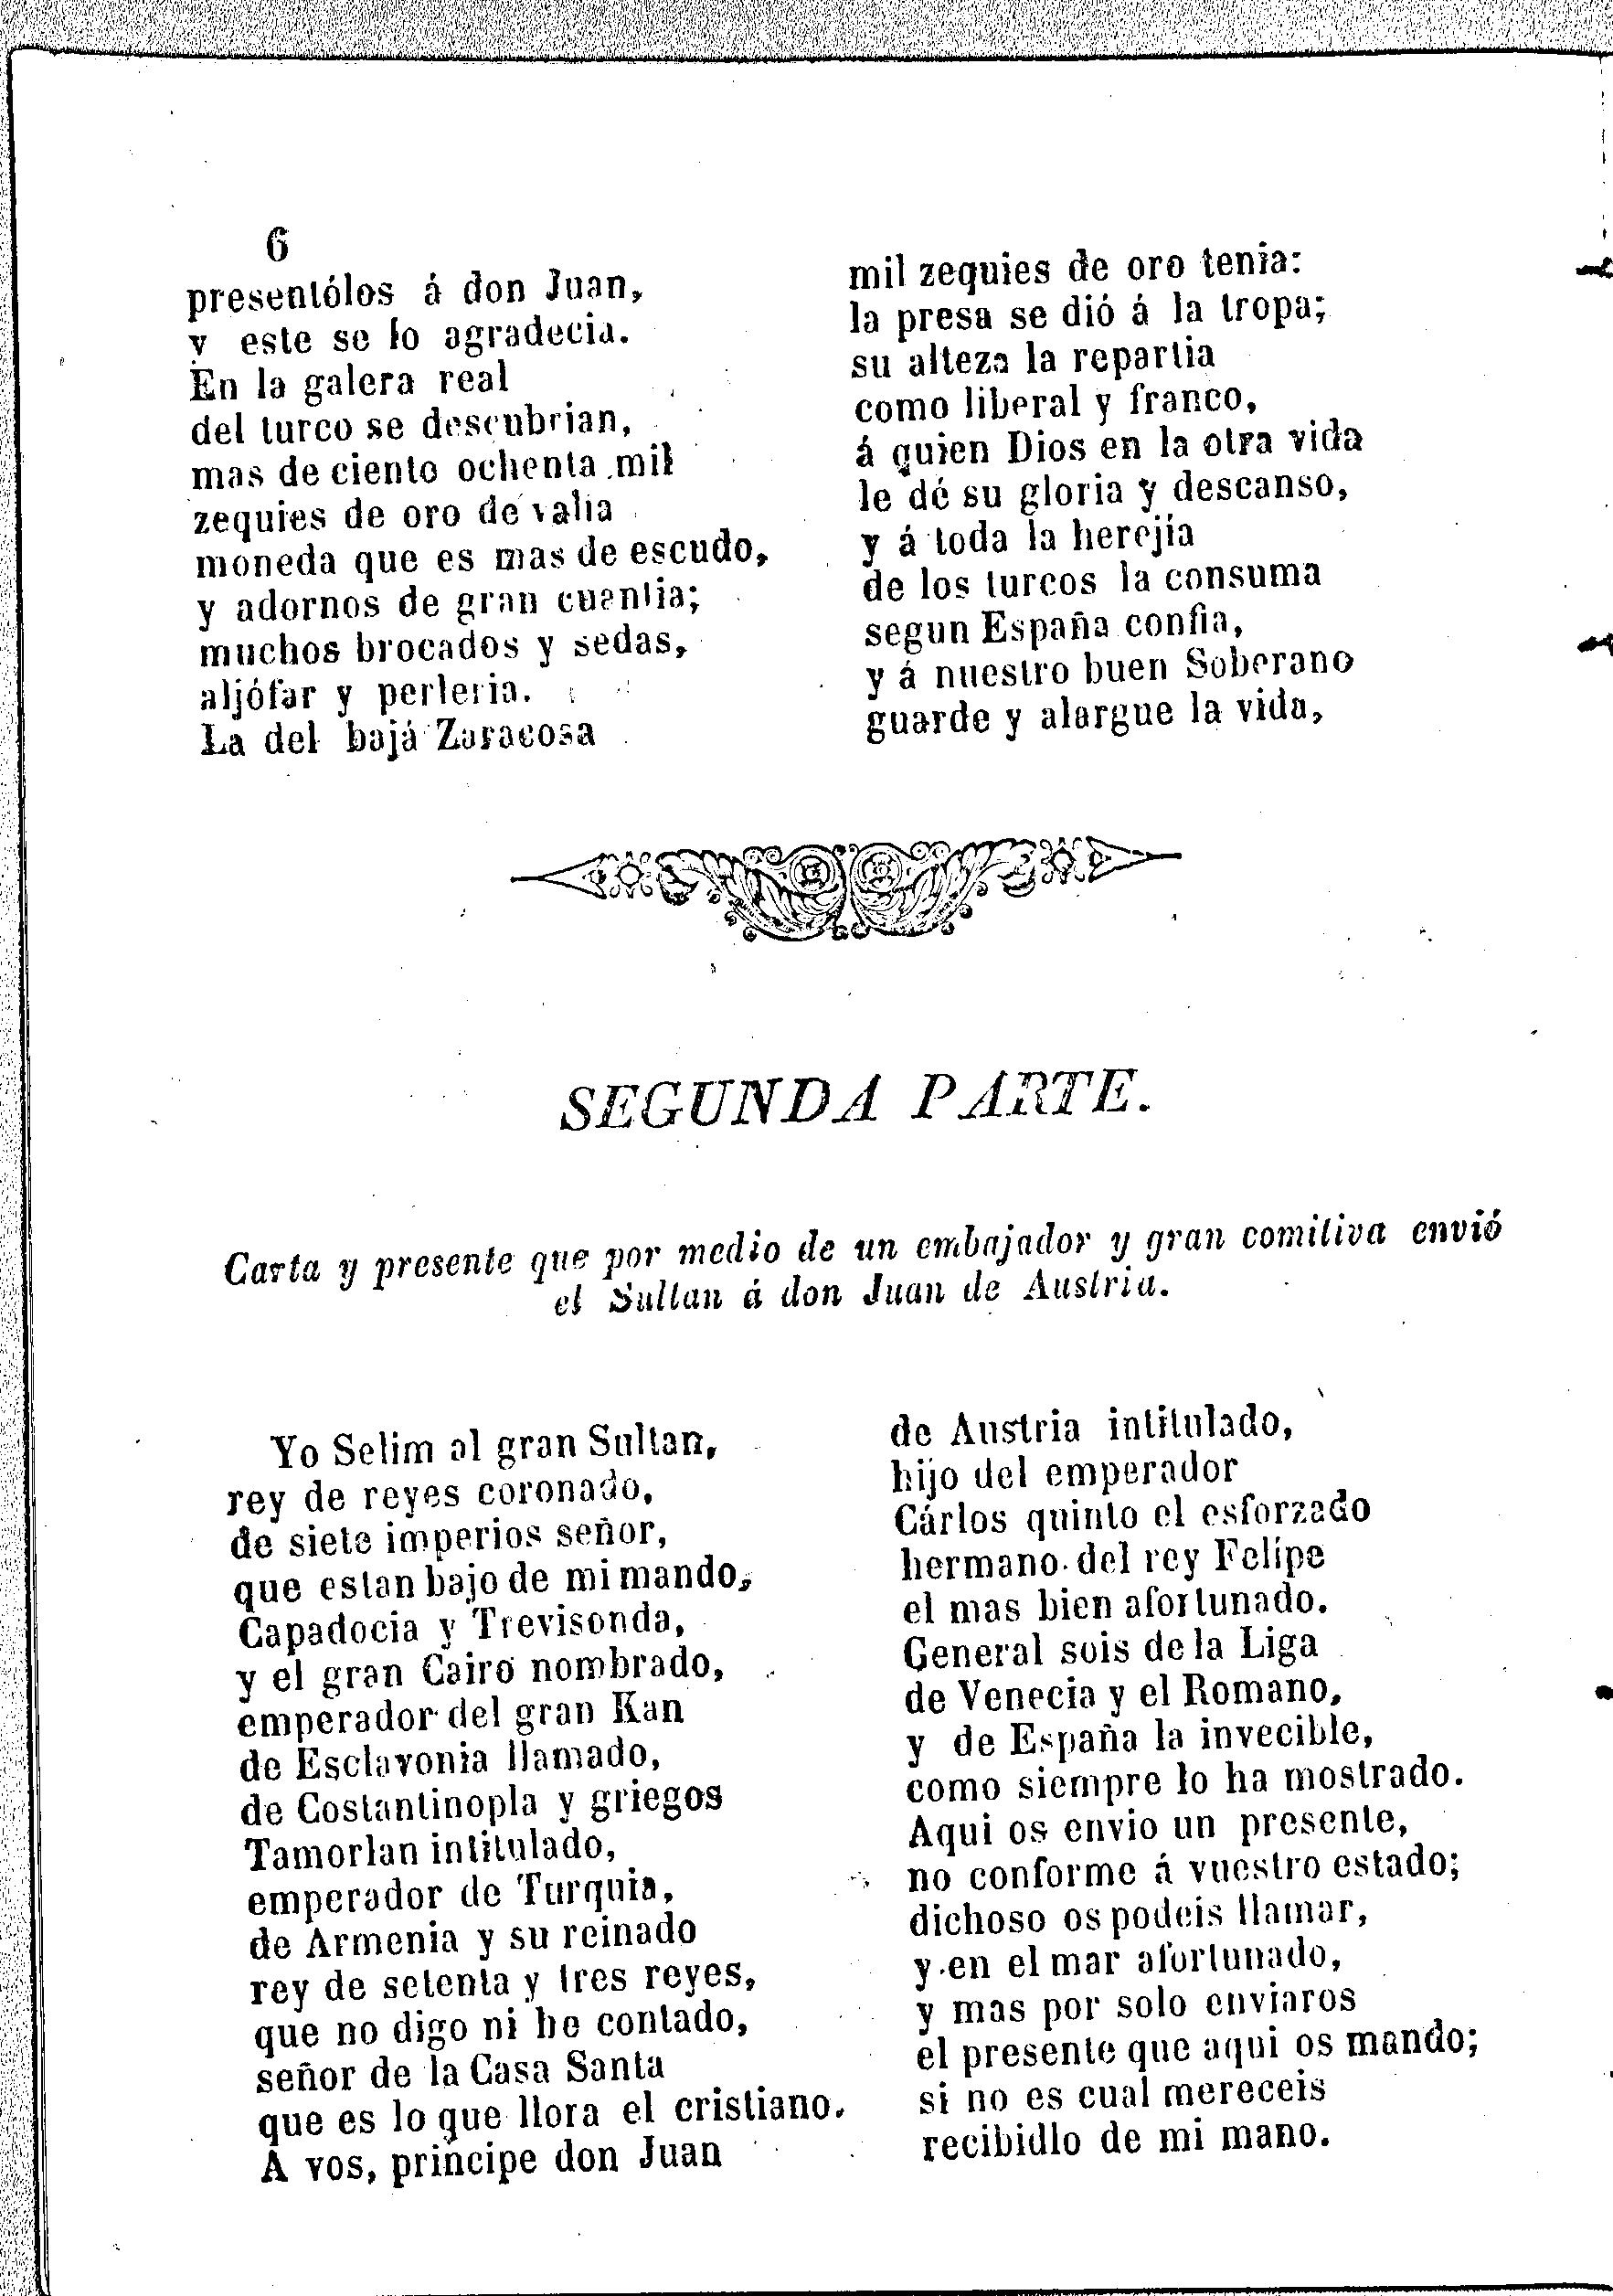 6
presentólos á don Juan,
y este se lo agradecia.
En la galera real
del turco se descubrian,
mas de ciento ochenta mil
zequies de oro de valia
moneda que es mas de escudo,
y adornos de gran cuantia;
muchos brocados y sedas,
aljófar y perleria.
La del bajá Zaracosa
mil zequies de oro tenia:
la presa se dió á la tropa;
su alteza la repartia
como liberal y franco,
á quien Dios en la otra vida
le dé su gloria y descanso,
y á toda la herejía
de los turcos la consuma
segun España confia,
y á nuestro buen Soberano
guarde y alargue la vida,
SEGUNDA PARTE.
Carta y presente que por medio de un embajador y gran comitiva envió
el Sultan á don Juan de Austria.
Yo Selim al gran Sultan,
rey de reyes coronado,
de siete imperios señor,
que estan bajo de mi mando,
Capadocia y Trevisonda,
y el gran Cairo nombrado,
emperador del gran Kan
de Esclavonia llamado,
de Costantinopla y griegos
Tamorlan intitulado,
emperador de Turquia,
de Armenia y su reinado
rey de setenta y tres reyes,
que no digo ni he contado,
señor de la Casa Santa
que es lo que llora el cristiano.
A vos, principe don Juan
de Austria intitulado,
hijo del emperador
Cárlos quinto el esforzado
hermano del rey Felipe
el mas bien afortunado.
General sois de la Liga
de Venecia y el Romano,
y de España la invecible,
como siempre lo ha mostrado.
Aqui os envio un presente,
no conforme á vuestro estado;
dichoso os podeis llamar,
y en el mar afortunado,
y mas por solo enviaros
el presente que aqui os mando;
si no es cual mereceis
recibidlo de mi mano.